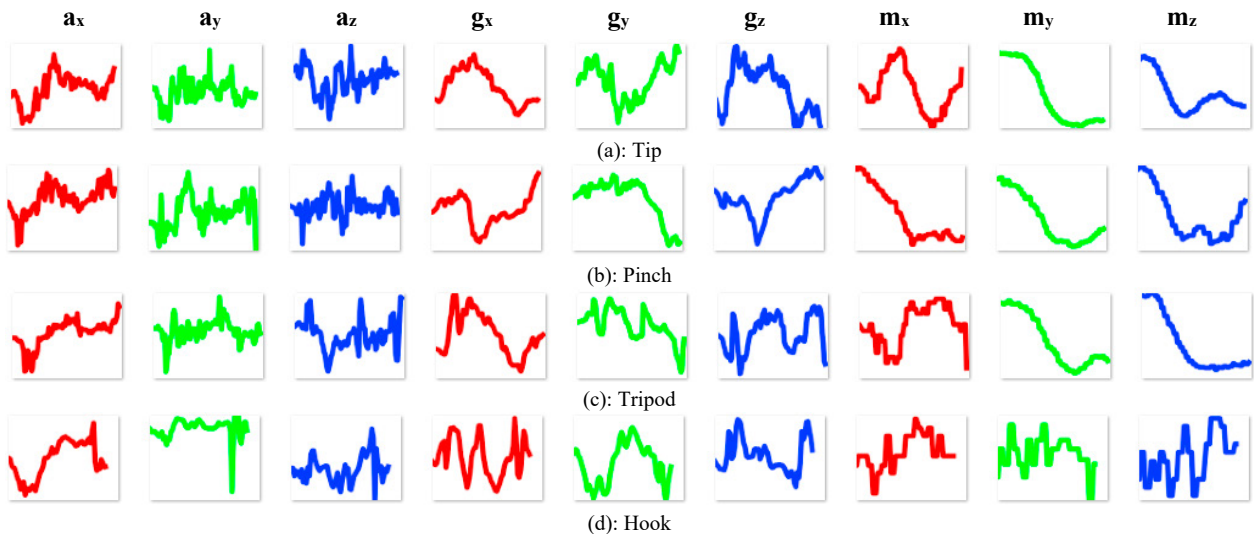 ax ay az gx gy gz mx my mz
(a): Tip
(b): Pinch
(c): Tripod
(d): Hook